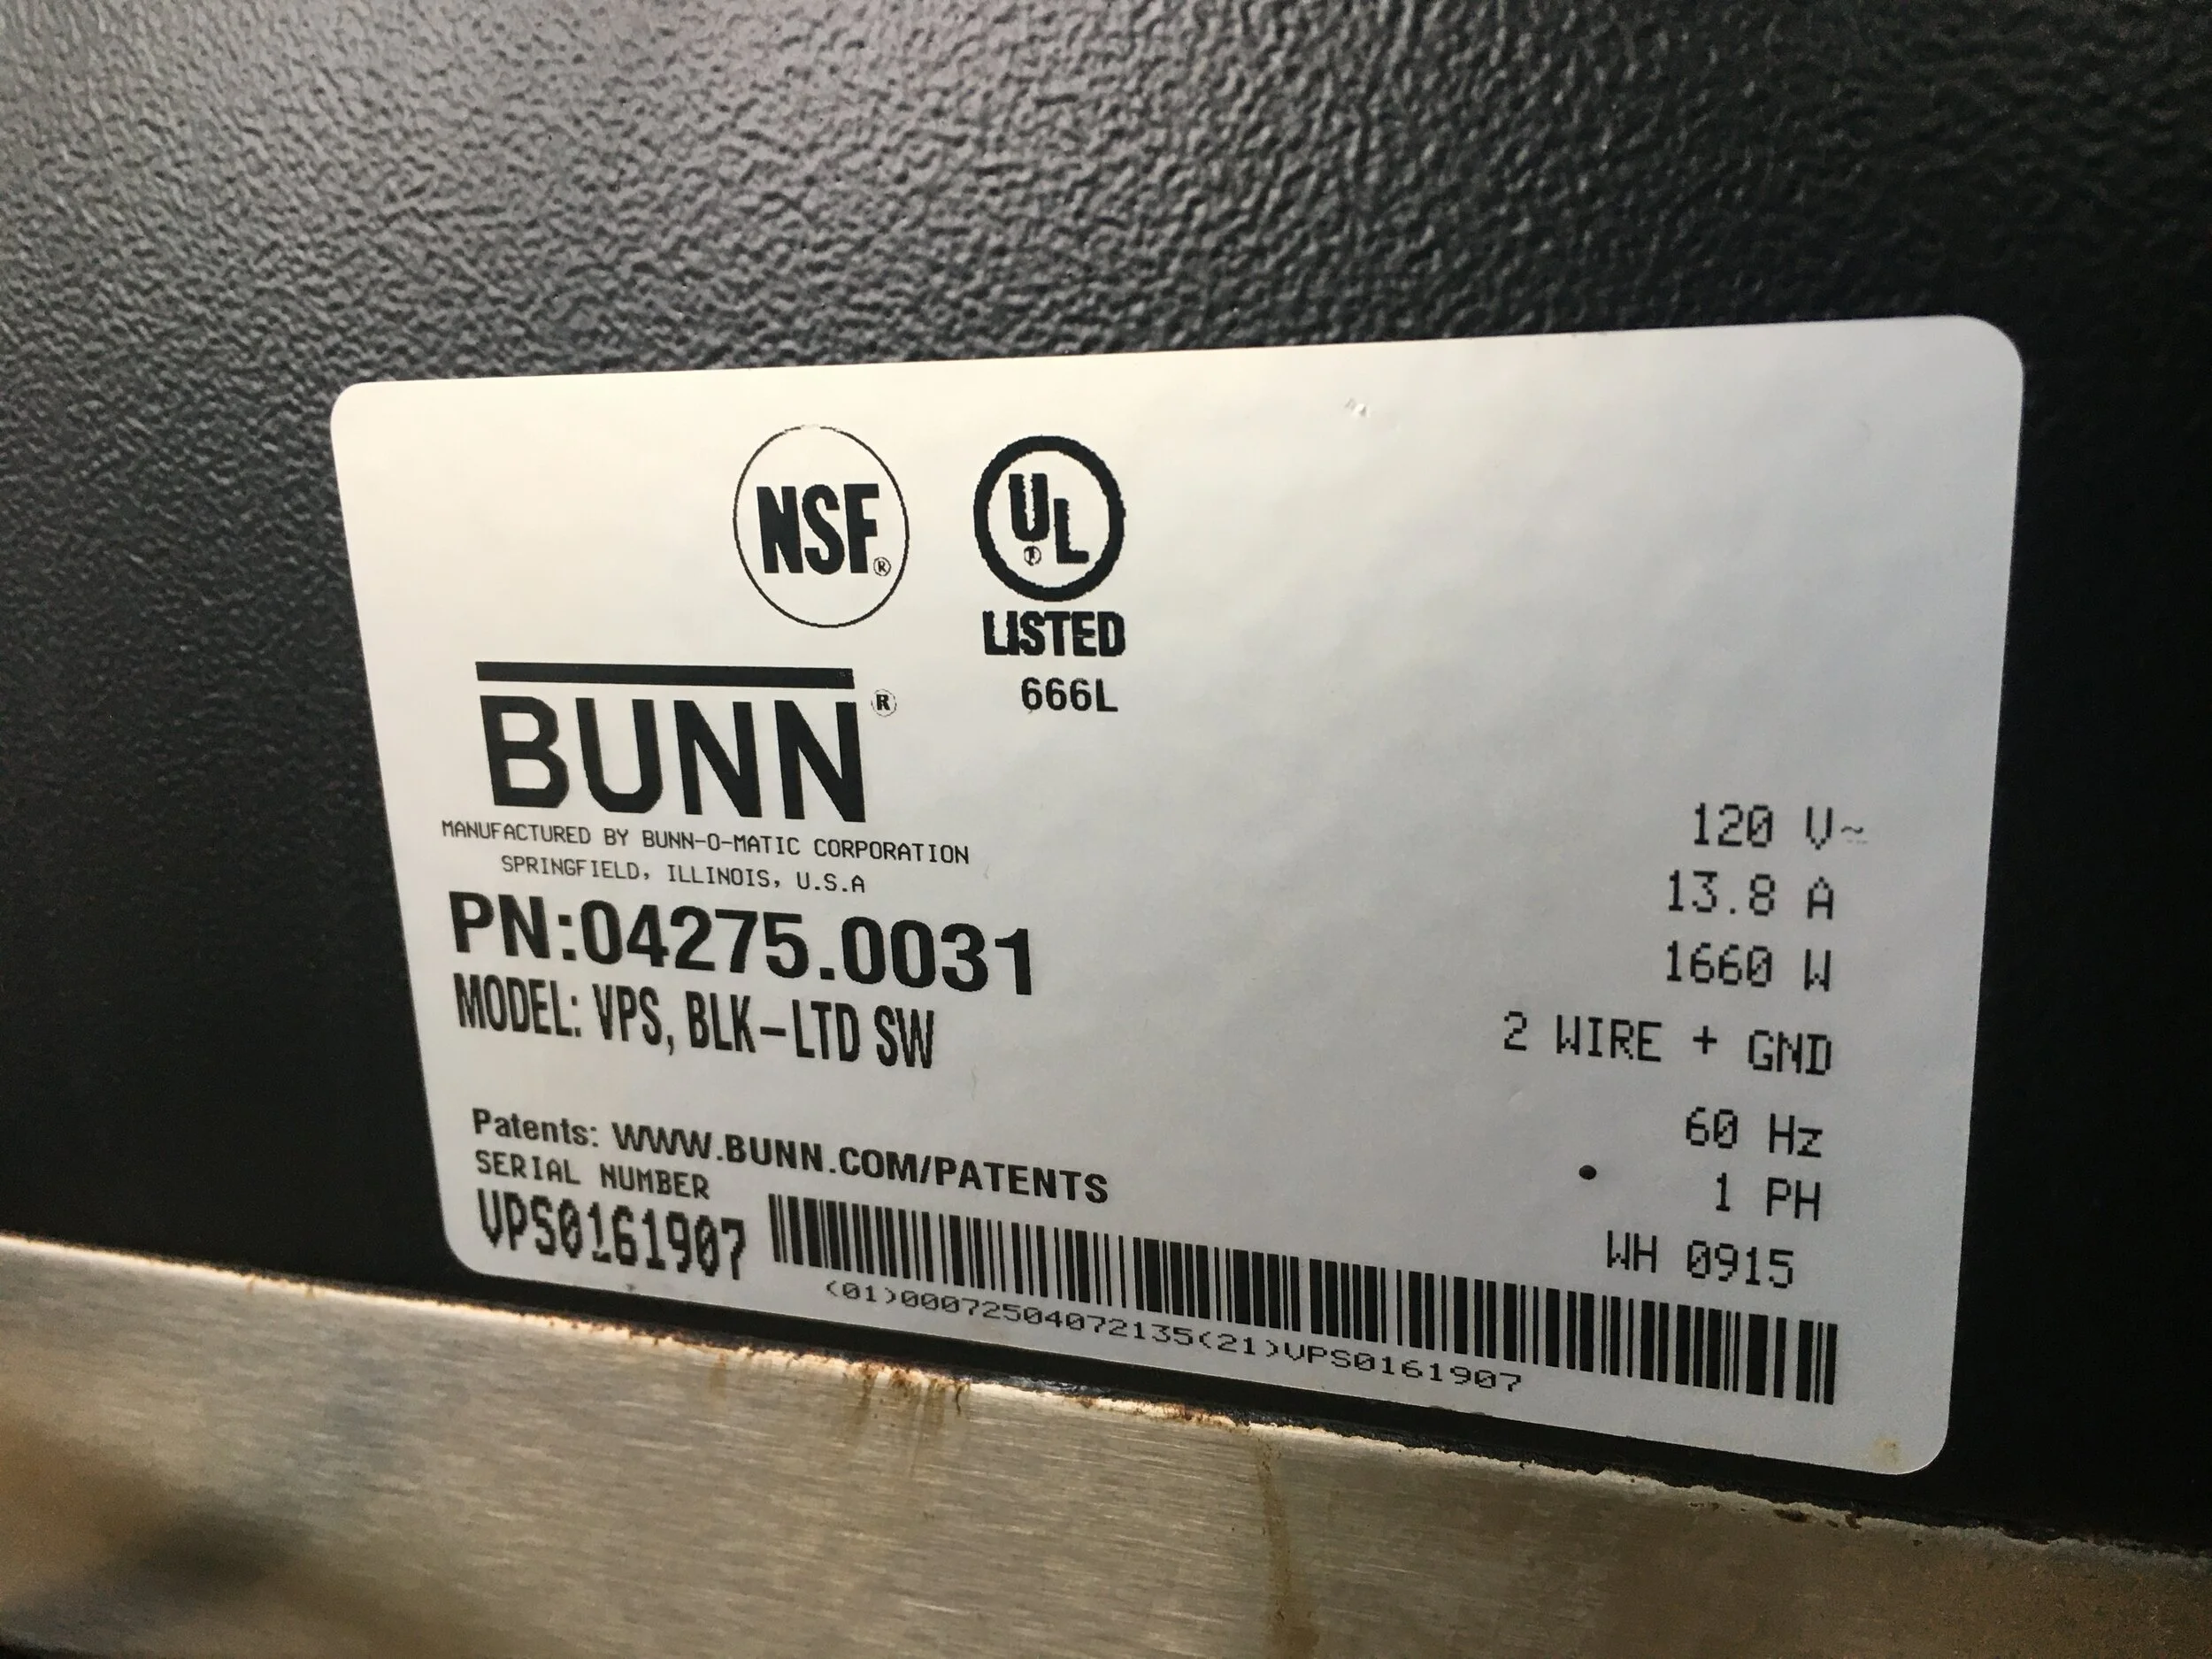 NSF®
UL®
LISTED
666L
BUNN®
MANUFACTURED BY BUNN-O-MATIC CORPORATION
SPRINGFIELD, ILLINOIS, U.S.A
PN:04275.0031
MODEL: VPS, BLK-LTD SW
120 V~
13.8 A
1660 W
2 WIRE + GND
60 Hz
1 PH
WH 0915
Patents: WWW.BUNN.COM/PATENTS
SERIAL NUMBER
VPS0161907
(01)00072504072135(21)VPS0161907